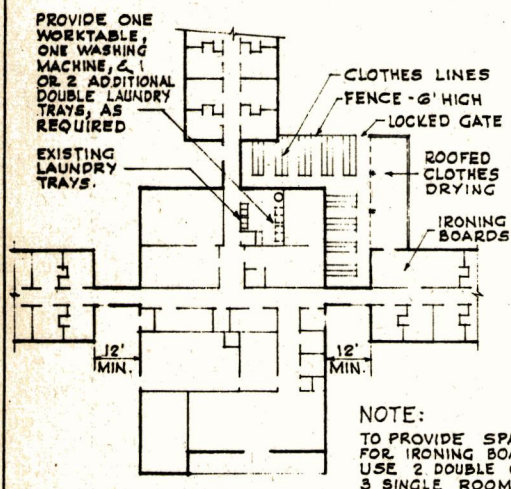 PROVIDE ONE
WORKTABLE,
ONE WASHING
MACHINE, & 1
OR 2 ADDITIONAL
DOUBLE LAUNDRY
TRAYS, AS
REQUIRED
EXISTING
LAUNDRY
TRAYS.
CLOTHES LINES
FENCE - 6' HIGH
LOCKED GATE
ROOFED
CLOTHES
DRYING
IRONING
BOARDS
12'
MIN.
12'
MIN.
NOTE:
TO PROVIDE SPA
FOR IRONING BOA
USE 2 DOUBLE
3 SINGLE ROOM